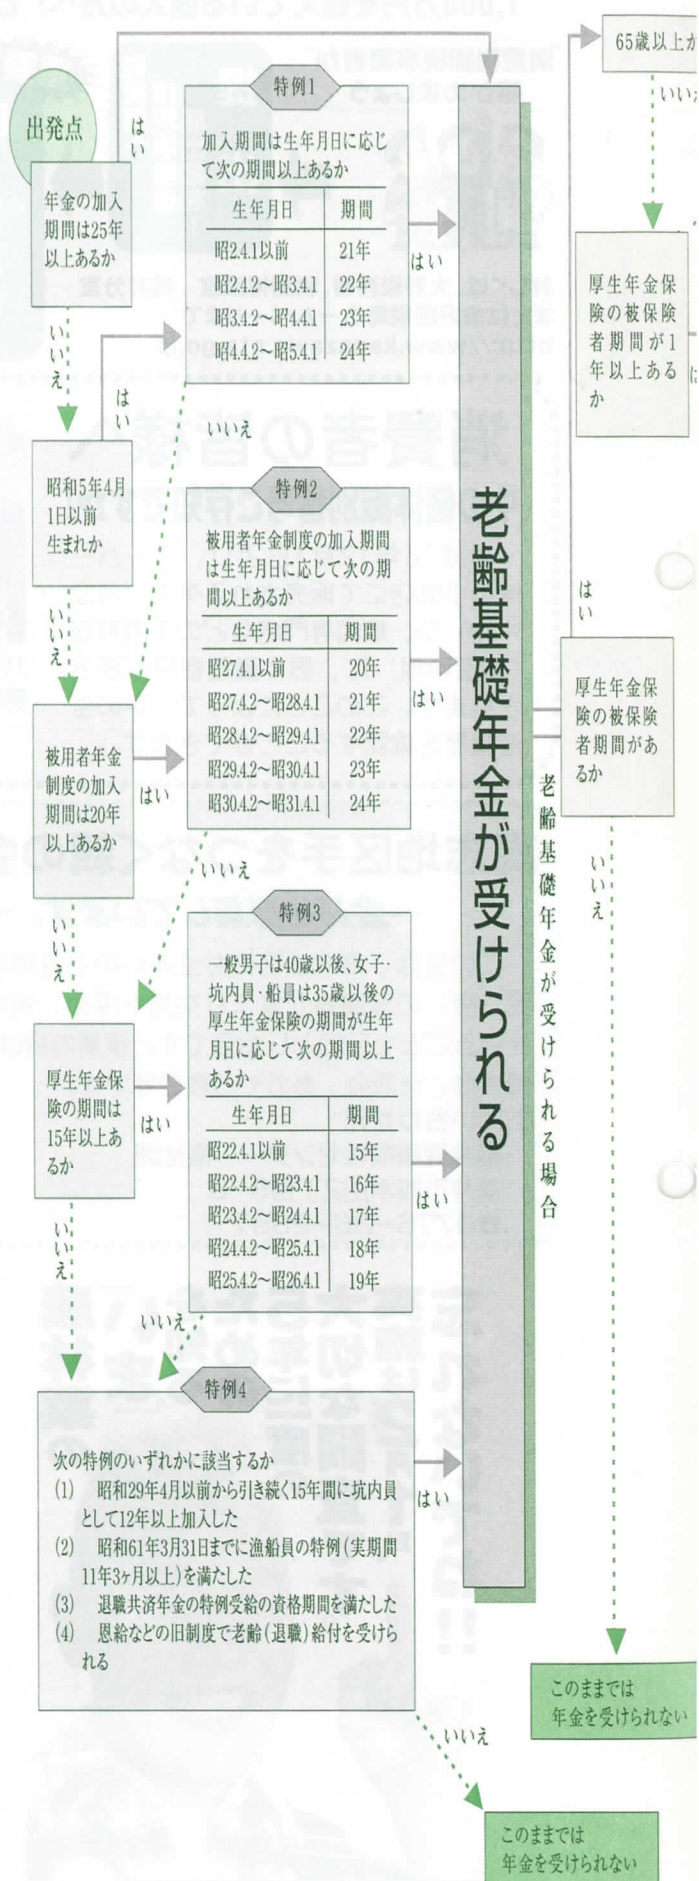 出発点
年金の加入
期間は25年
以上あるか
はい
いいえ
昭和5年4月
1日以前
生まれか
はい
いいえ
特例1
加入期間は生年月日に応じ
て次の期間以上あるか
生年月日 期間
昭2.4.1以前 21年
昭2.4.2〜昭3.4.1 22年
昭3.4.2〜昭4.4.1 23年
昭4.4.2〜昭5.4.1 24年
はい
いいえ
被用者年金
制度の加入
期間は20年
以上あるか
はい
いいえ
特例2
被用者年金制度の加入期間
は生年月日に応じて次の期
間以上あるか
生年月日 期間
昭27.4.1以前 20年
昭27.4.2〜昭28.4.1 21年
昭28.4.2〜昭29.4.1 22年
昭29.4.2〜昭30.4.1 23年
昭30.4.2〜昭31.4.1 24年
はい
いいえ
厚生年金保
険の期間は
15年以上あ
るか
はい
いいえ
特例3
一般男子は40歳以後、女子・
坑内員・船員は35歳以後の
厚生年金保険の期間が生年
月日に応じて次の期間以上
あるか
生年月日 期間
昭22.4.1以前 15年
昭22.4.2〜昭23.4.1 16年
昭23.4.2〜昭24.4.1 17年
昭24.4.2〜昭25.4.1 18年
昭25.4.2〜昭26.4.1 19年
はい
いいえ
特例4
次の特例のいずれかに該当するか
(1) 昭和29年4月以前から引き続く15年間に坑内員
として12年以上加入した
(2) 昭和61年3月31日までに漁船員の特例(実期間
11年3ヶ月以上)を満たした
(3) 退職共済年金の特例受給の資格期間を満たした
(4) 恩給などの旧制度で老齢(退職)給付を受けら
れる
はい
いいえ
このままでは
年金を受けられない
老齢基礎年金が受けられる
老齢基礎年金が受けられる場合
厚生年金保
険の被保険
者期間があ
るか
はい
いいえ
このままでは
年金を受けられない
65歳以上か
いいえ
厚生年金保
険の被保険
者期間が1
年以上ある
か